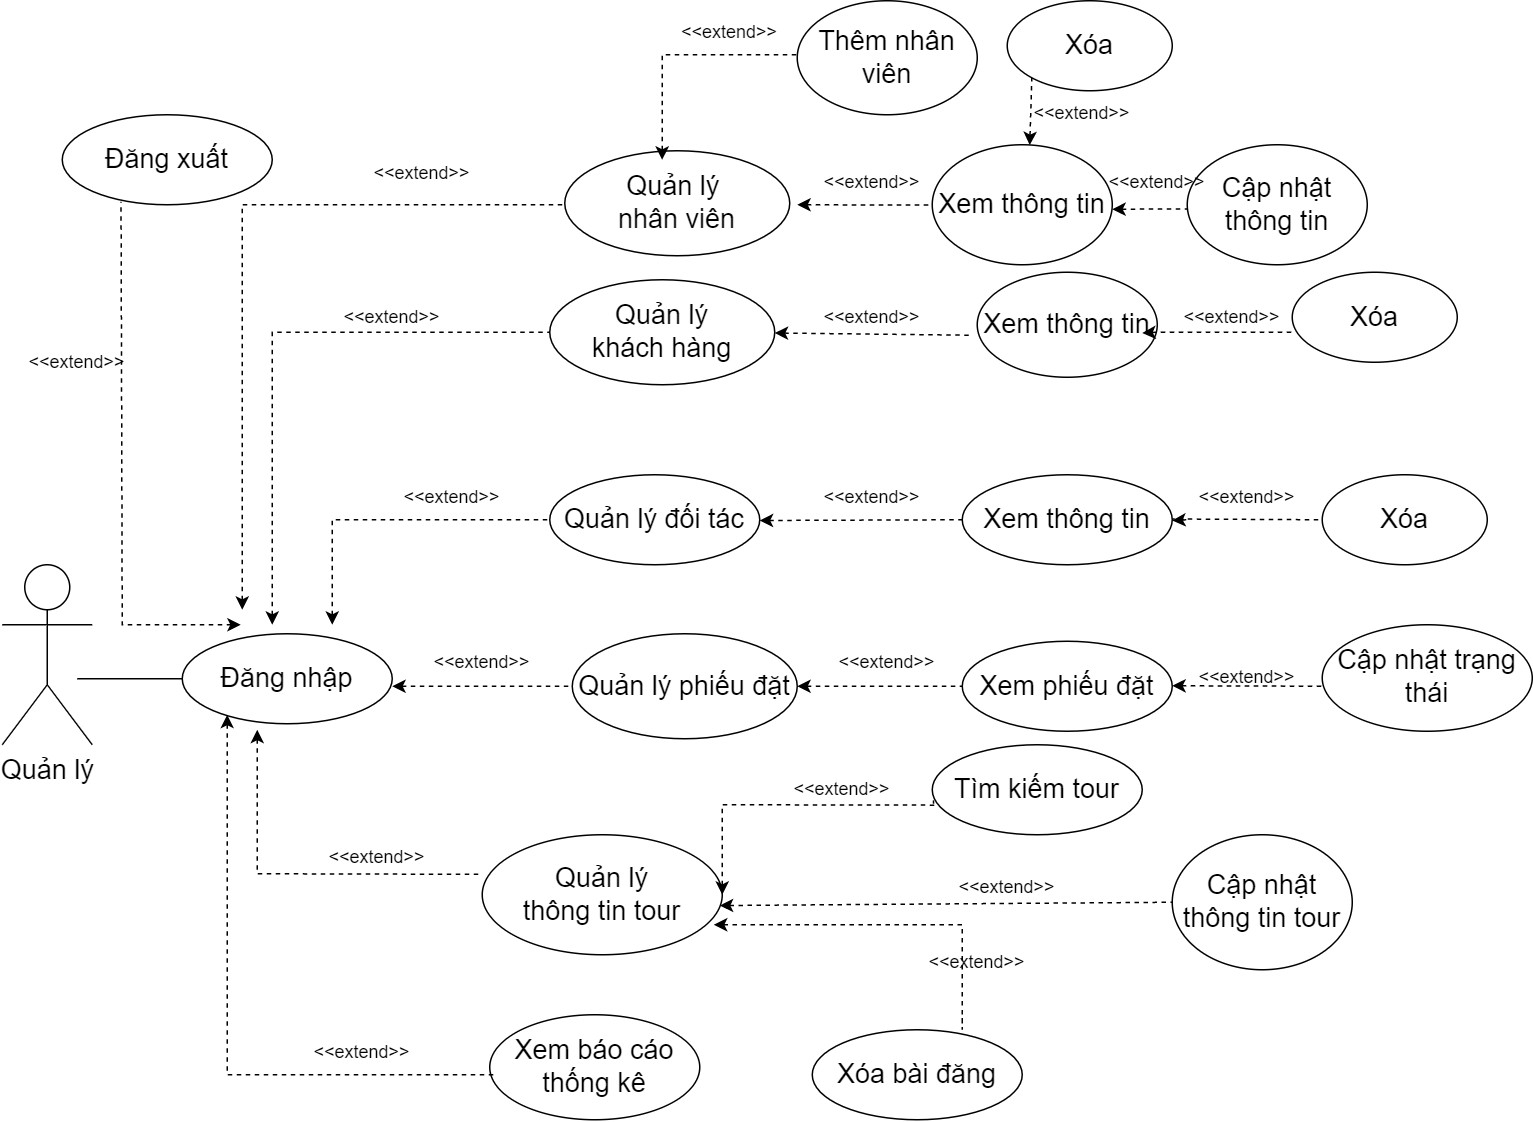 <<extend>>
Thêm nhân
viên
Xóa
<<extend>>
Đăng xuất
<<extend>>
Quản lý
nhân viên
<<extend>>
Xem thông tin
<<extend>>
Cập nhật
thông tin
<<extend>>
<<extend>>
Quản lý
khách hàng
<<extend>>
Xem thông tin
<<extend>>
Xóa
<<extend>>
Quản lý đối tác
<<extend>>
Xem thông tin
<<extend>>
Xóa
Quản lý
Đăng nhập
<<extend>>
Quản lý phiếu đặt
<<extend>>
Xem phiếu đặt
<<extend>>
Cập nhật trạng
thái
<<extend>>
Tìm kiếm tour
<<extend>>
Quản lý
thông tin tour
<<extend>>
Cập nhật
thông tin tour
<<extend>>
<<extend>>
Xem báo cáo
thống kê
Xóa bài đăng